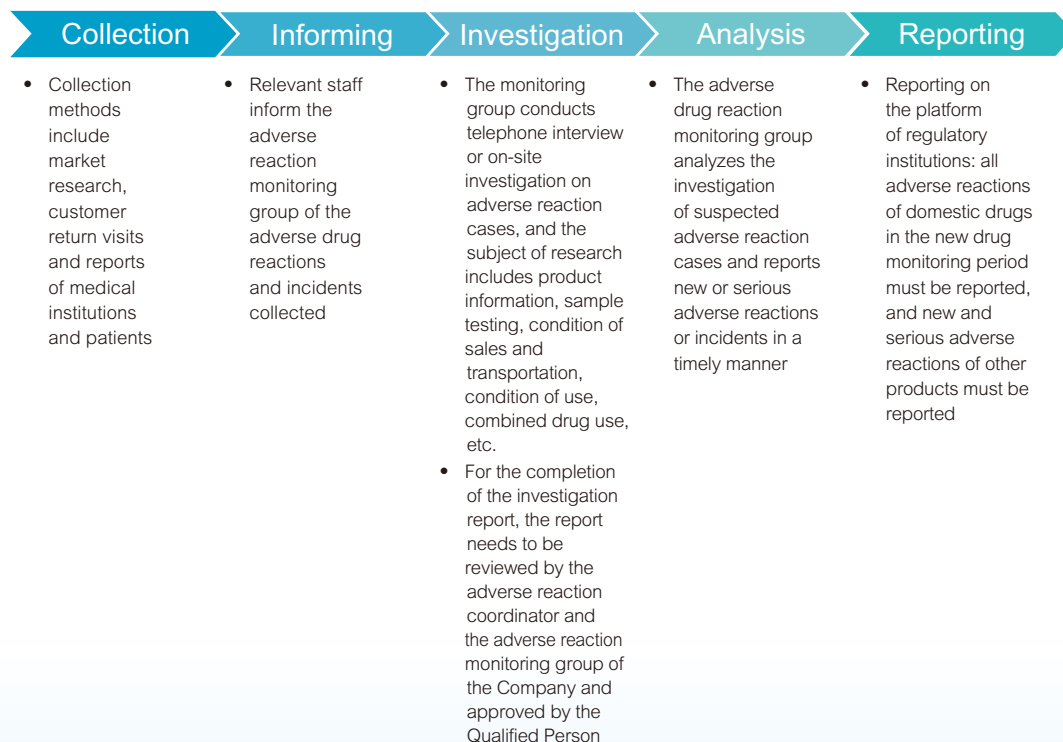 Collection
Informing
Investigation
Analysis
Reporting
• Collection
methods
include
market
research,
customer
return visits
and reports
of medical
institutions
and patients
• Relevant staff
inform the
adverse
reaction
monitoring
group of the
adverse drug
reactions
and incidents
collected
• The monitoring
group conducts
telephone interview
or on-site
investigation on
adverse reaction
cases, and the
subject of research
includes product
information, sample
testing, condition of
sales and
transportation,
condition of use,
combined drug use,
etc.
• For the completion
of the investigation
report, the report
needs to be
reviewed by the
adverse reaction
coordinator and
the adverse reaction
monitoring group of
the Company and
approved by the
Qualified Person
• The adverse
drug reaction
monitoring group
analyzes the
investigation
of suspected
adverse reaction
cases and reports
new or serious
adverse reactions
or incidents in a
timely manner
• Reporting on
the platform
of regulatory
institutions: all
adverse reactions
of domestic drugs
in the new drug
monitoring period
must be reported,
and new and
serious adverse
reactions of other
products must be
reported